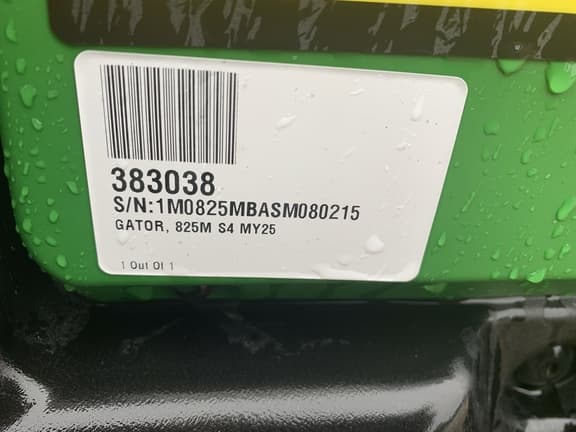 383038
S/N:1M0825MBASM080215
GATOR, 825M S4 MY25
1 Out Of 1